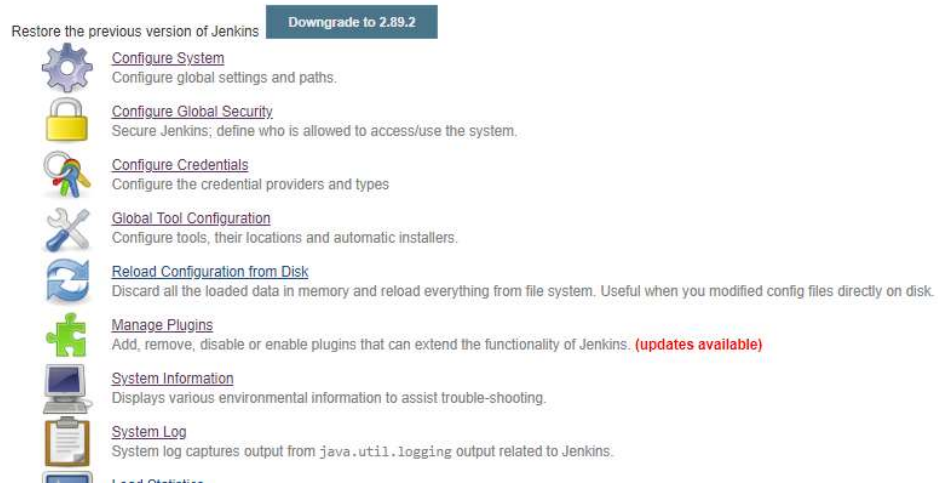 Restore the previous version of Jenkins Downgrade to 2.89.2
Configure System
Configure global settings and paths.
Configure Global Security
Secure Jenkins; define who is allowed to access/use the system.
Configure Credentials
Configure the credential providers and types
Global Tool Configuration
Configure tools, their locations and automatic installers.
Reload Configuration from Disk
Discard all the loaded data in memory and reload everything from file system. Useful when you modified config files directly on disk.
Manage Plugins
Add, remove, disable or enable plugins that can extend the functionality of Jenkins. (updates available)
System Information
Displays various environmental information to assist trouble-shooting.
System Log
System log captures output from java.util.logging output related to Jenkins.
Load Statistics